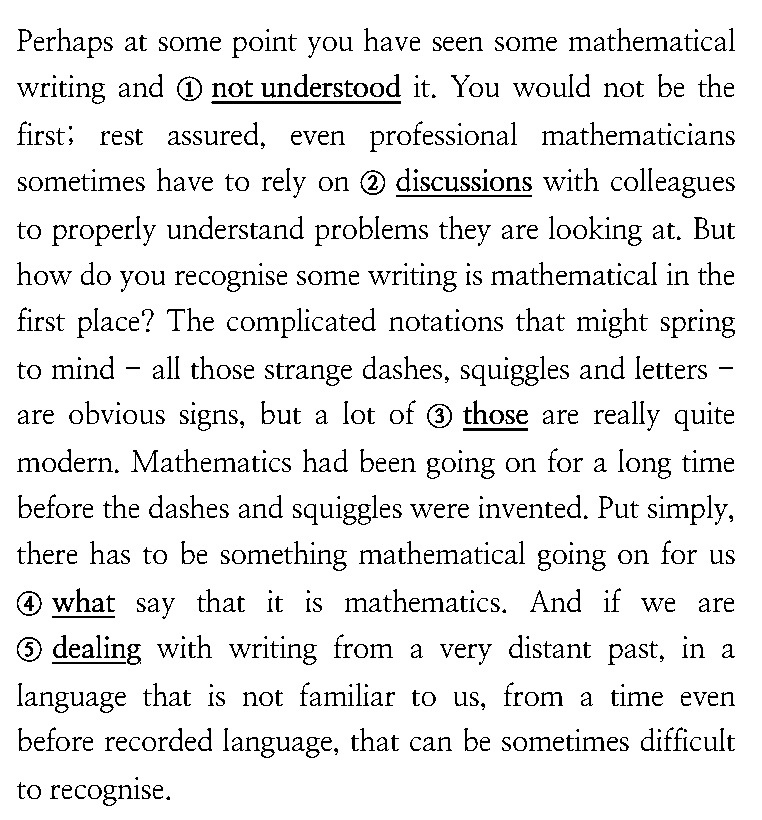 Perhaps at some point you have seen some mathematical
writing and ① not understood it. You would not be the
first; rest assured, even professional mathematicians
sometimes have to rely on ② discussions with colleagues
to properly understand problems they are looking at. But
how do you recognise some writing is mathematical in the
first place? The complicated notations that might spring
to mind – all those strange dashes, squiggles and letters –
are obvious signs, but a lot of ③ those are really quite
modern. Mathematics had been going on for a long time
before the dashes and squiggles were invented. Put simply,
there has to be something mathematical going on for us
④ what say that it is mathematics. And if we are
⑤ dealing with writing from a very distant past, in a
language that is not familiar to us, from a time even
before recorded language, that can be sometimes difficult
to recognise.